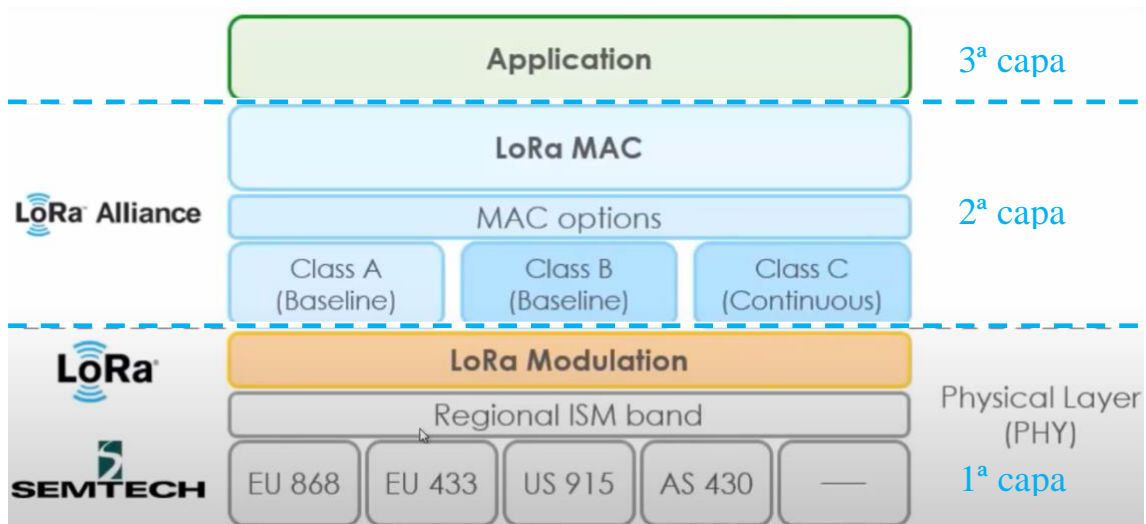 Application
3ª capa
LoRa MAC
LoRa Alliance
MAC options
2ª capa
Class A
(Baseline)
Class B
(Baseline)
Class C
(Continuous)
LoRa
LoRa Modulation
Regional ISM band
Physical Layer
(PHY)
SEMTECH
EU 868
EU 433
US 915
AS 430
1ª capa